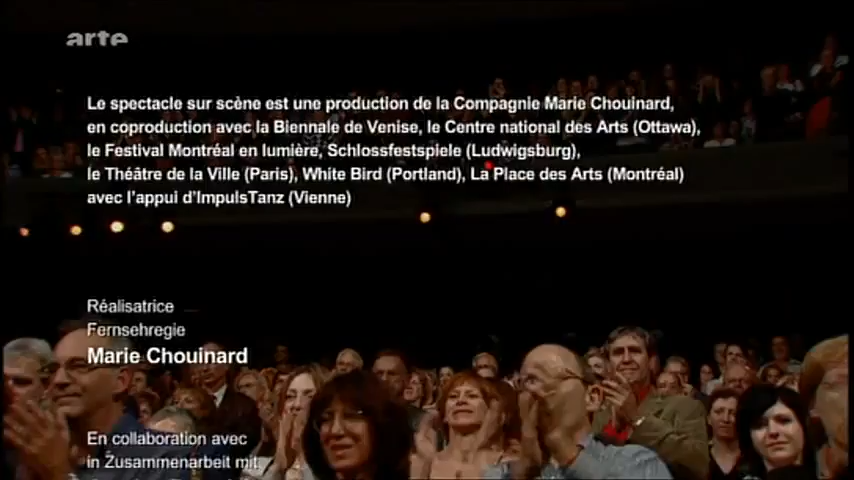 arte
Le spectacle sur scène est une production de la Compagnie Marie Chouinard,
en coproduction avec la Biennale de Venise, le Centre national des Arts (Ottawa),
le Festival Montréal en lumière, Schlossfestspiele (Ludwigsburg),
le Théâtre de la Ville (Paris), White Bird (Portland), La Place des Arts (Montréal)
avec l'appui d'ImpulsTanz (Vienne)
Réalisatrice
Fernsehregie
Marie Chouinard
En collaboration avec
in Zusammenarbeit mit